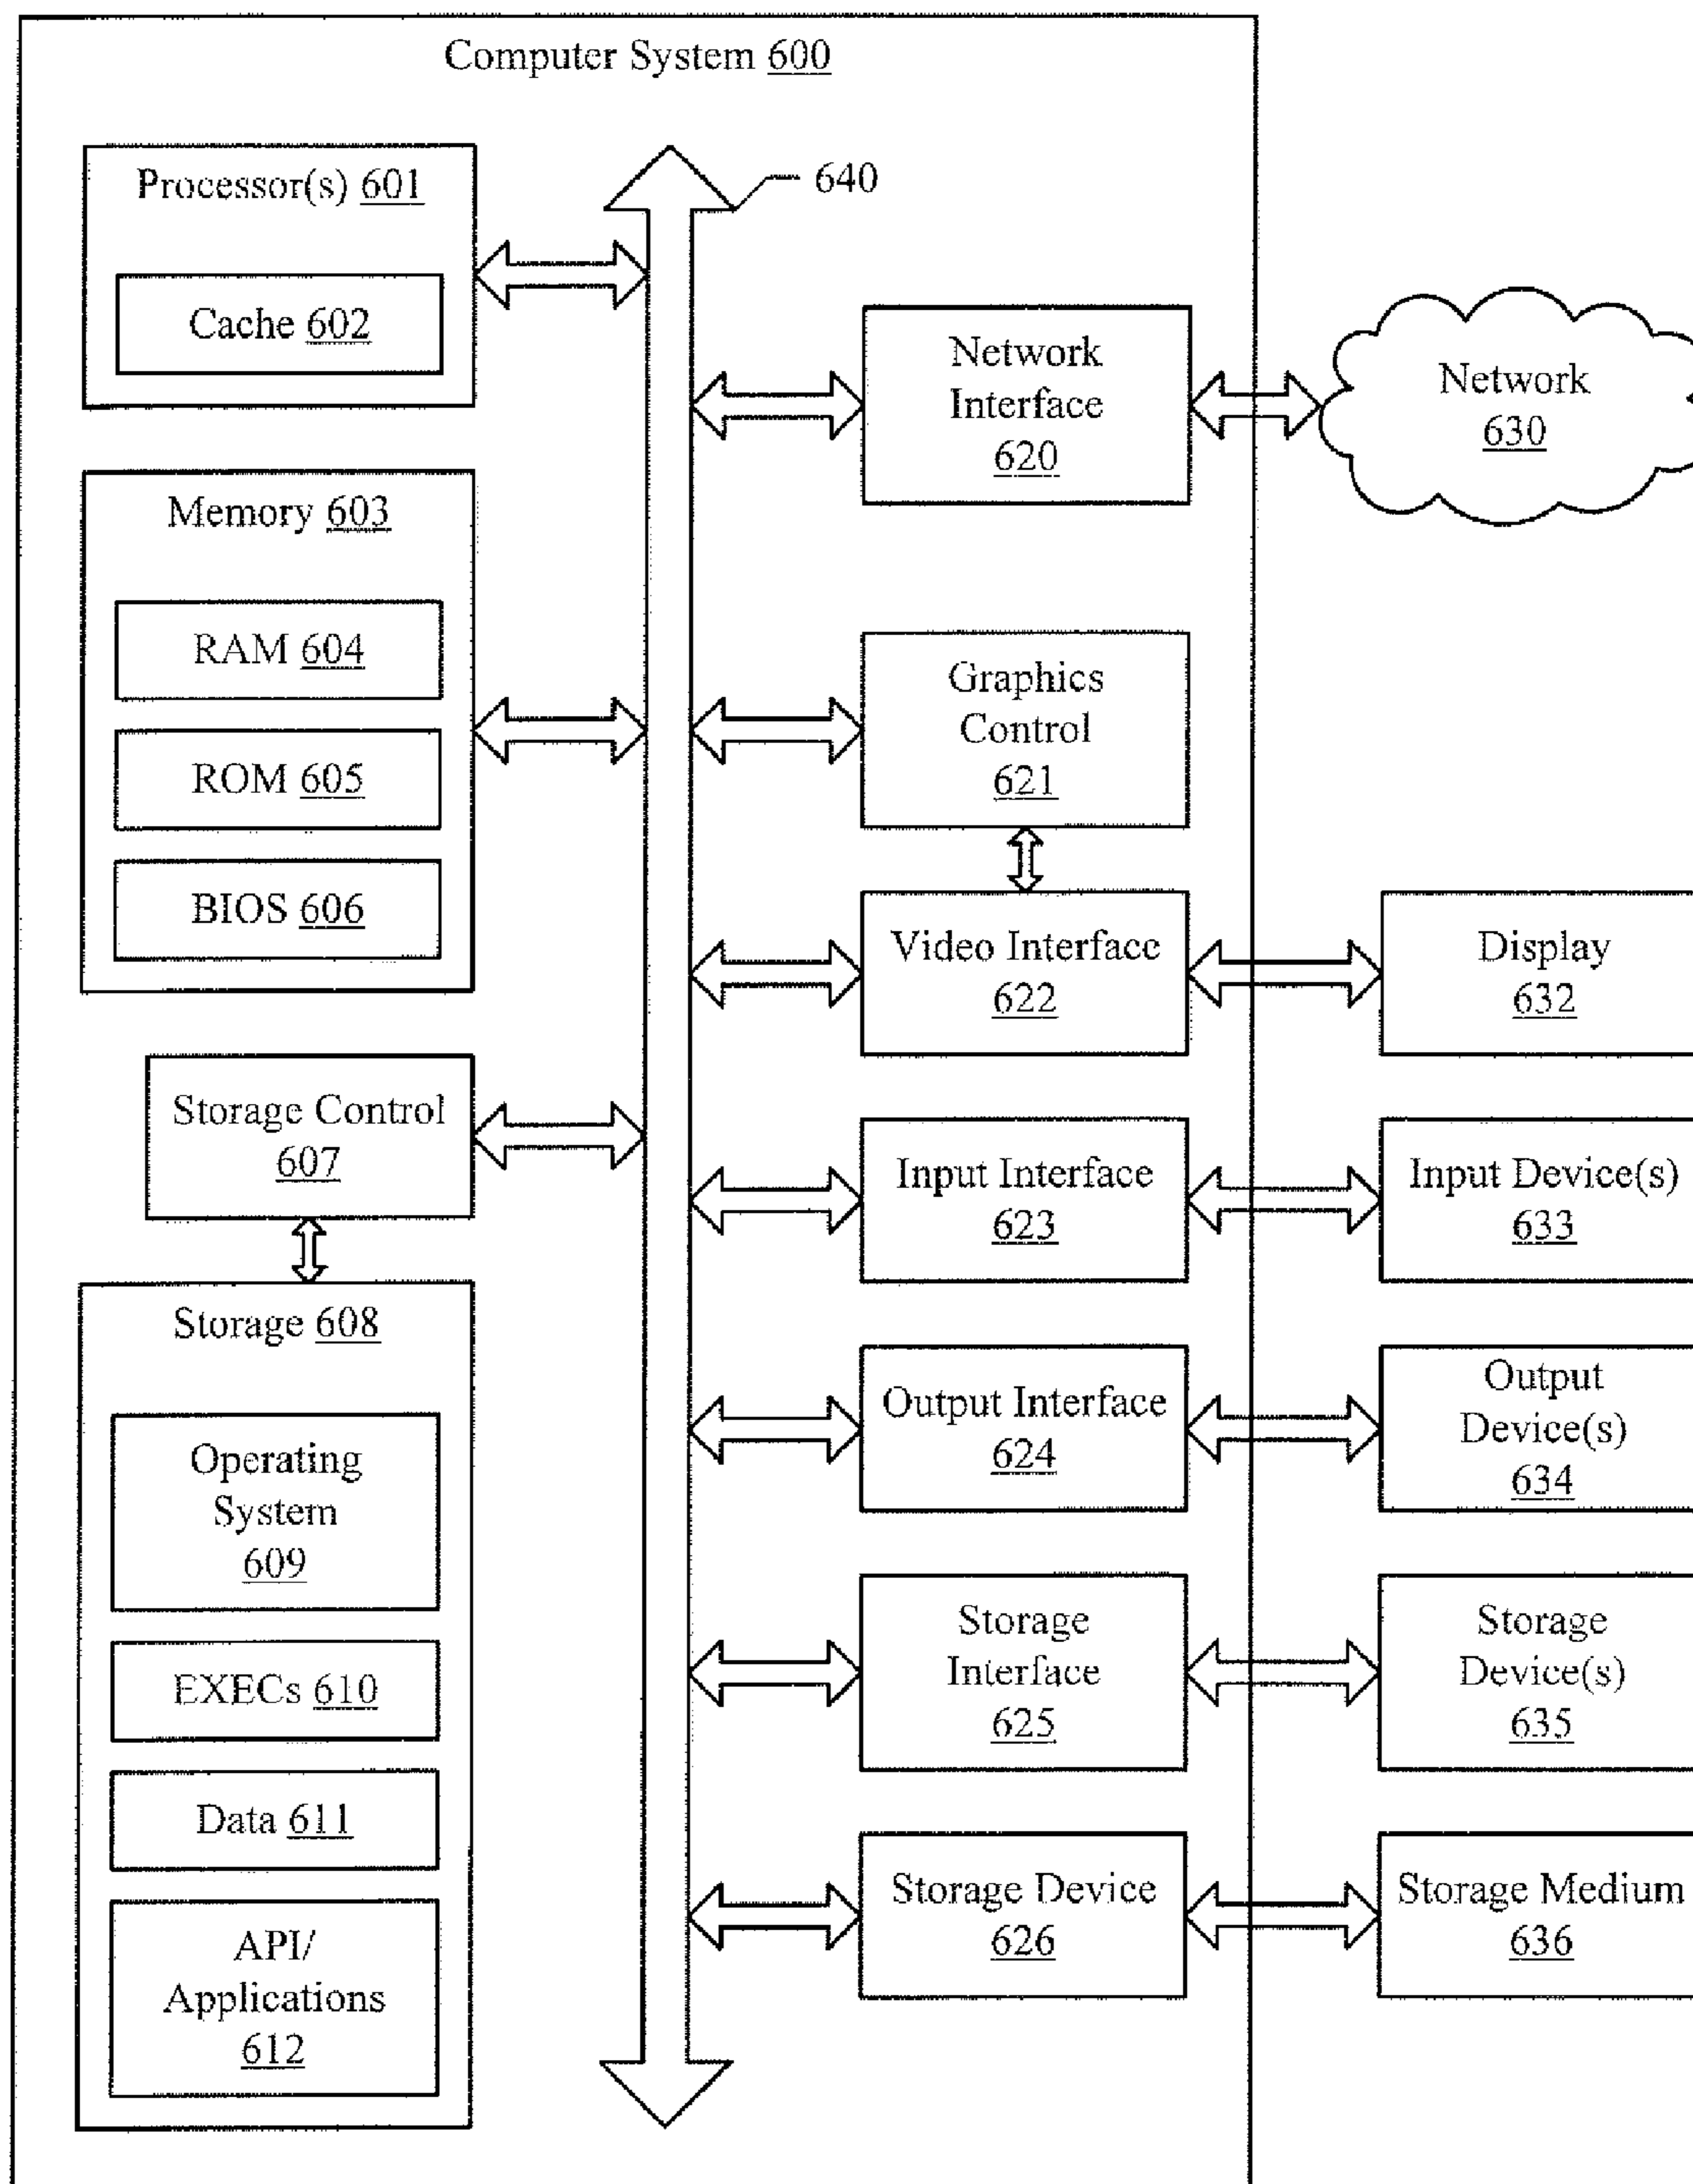 Computer System 600
Processor(s) 601
Cache 602
Memory 603
RAM 604
ROM 605
BIOS 606
Storage Control
607
Storage 608
Operating
System
609
EXECs 610
Data 611
API/
Applications
612
640
Network
Interface
620
Graphics
Control
621
Video Interface
622
Input Interface
623
Output Interface
624
Storage
Interface
625
Storage Device
626
Network
630
Display
632
Input Device(s)
633
Output
Device(s)
634
Storage
Device(s)
635
Storage Medium
636